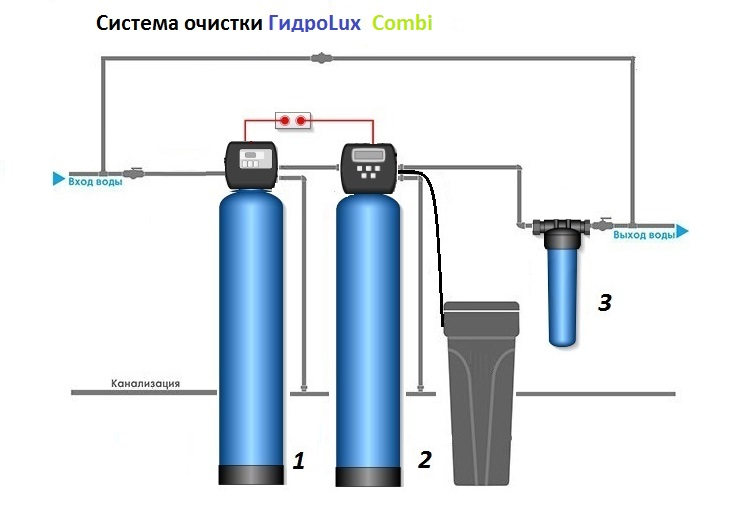 Система очистки ГидроLux Combi
Вход воды
Выход воды
3
Канализация
1
2